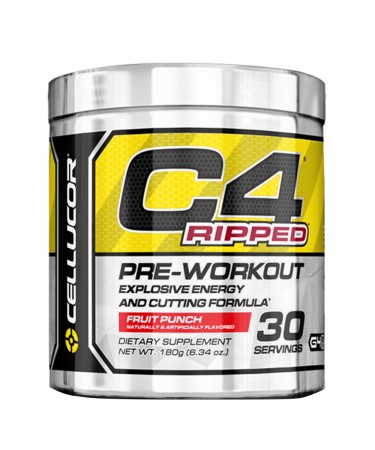 CELLUCOR®
C4®
RIPPED
PRE-WORKOUT
EXPLOSIVE ENERGY
AND CUTTING FORMULA*
FRUIT PUNCH
NATURALLY & ARTIFICIALLY FLAVORED
DIETARY SUPPLEMENT
NET WT. 180g (6.34 oz.)
30
SERVINGS